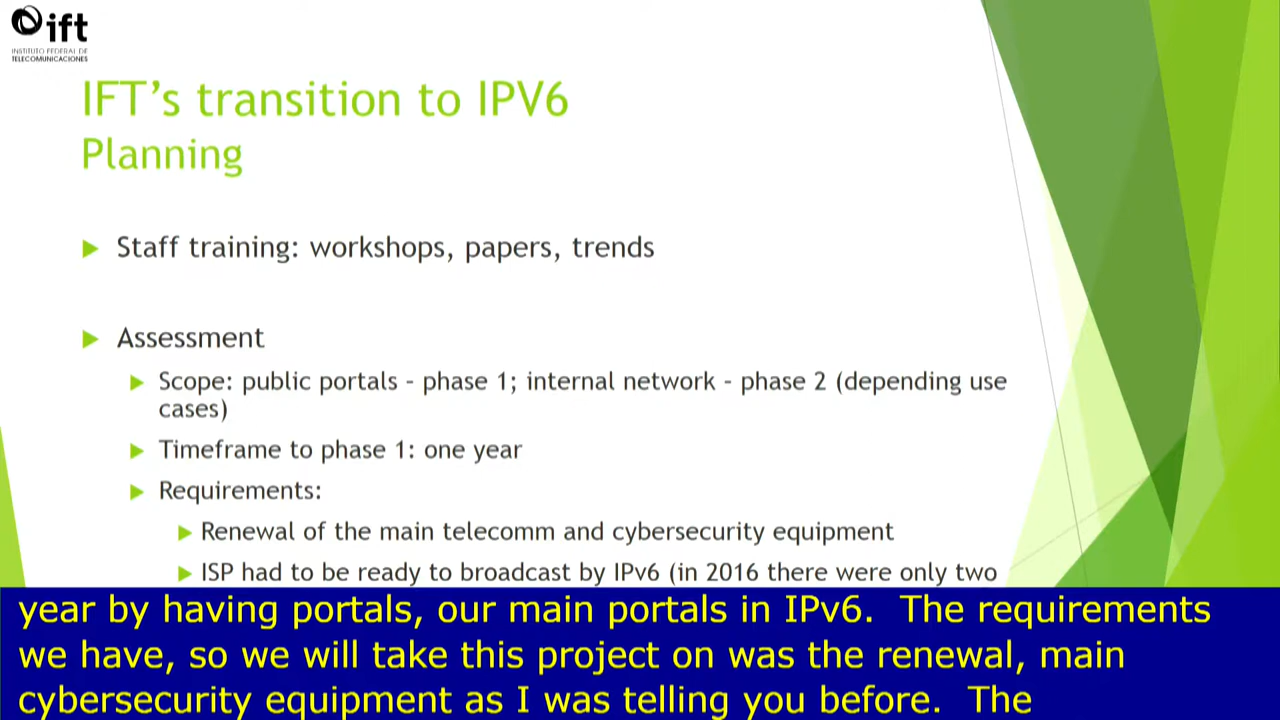 ift
INSTITUTO FEDERAL DE
TELECOMUNICACIONES
IFT’s transition to IPV6
Planning
Staff training: workshops, papers, trends
Assessment
Scope: public portals - phase 1; internal network - phase 2 (depending use
cases)
Timeframe to phase 1: one year
Requirements:
Renewal of the main telecomm and cybersecurity equipment
ISP had to be ready to broadcast by IPv6 (in 2016 there were only two
year by having portals, our main portals in IPv6.  The requirements
we have, so we will take this project on was the renewal, main
cybersecurity equipment as I was telling you before.  The